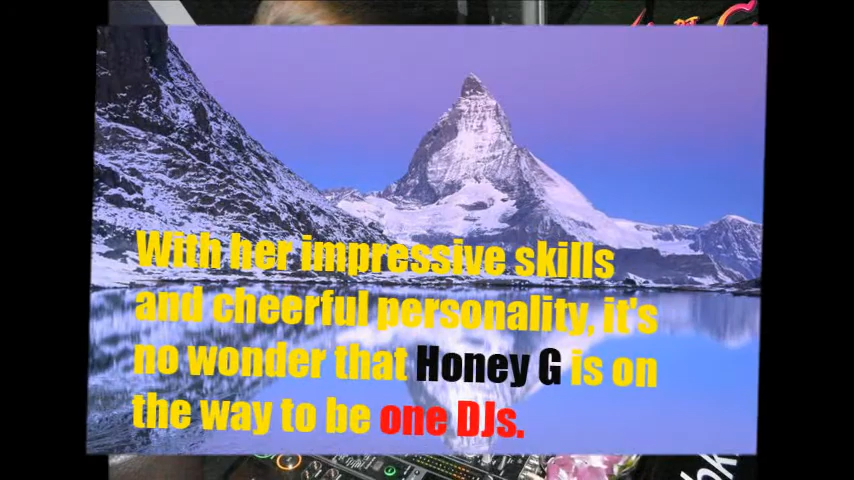 With her impressive skills
and cheerful personality, it's
no wonder that Honey G is on
the way to be one DJs.